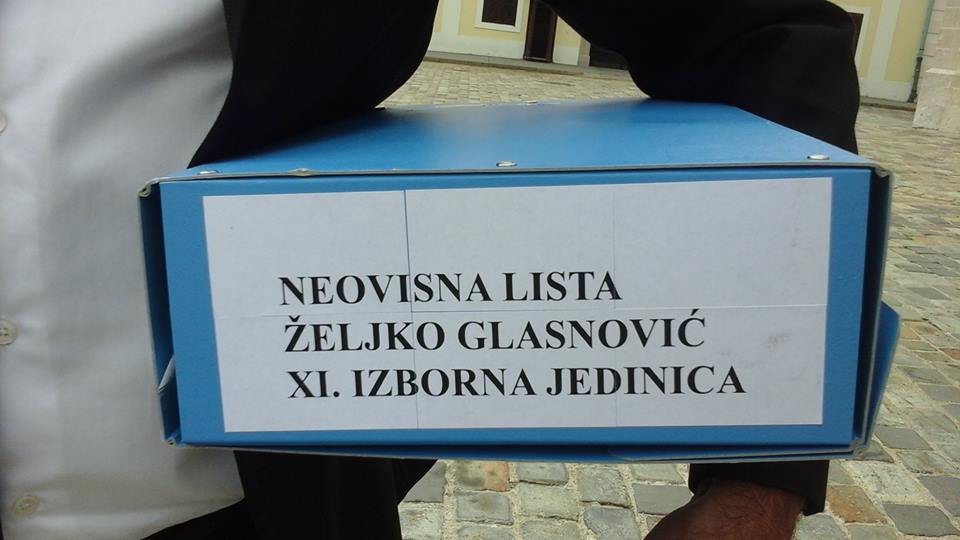 NEOVISNA LISTA
ŽELJKO GLASNOVIĆ
XI. IZBORNA JEDINICA